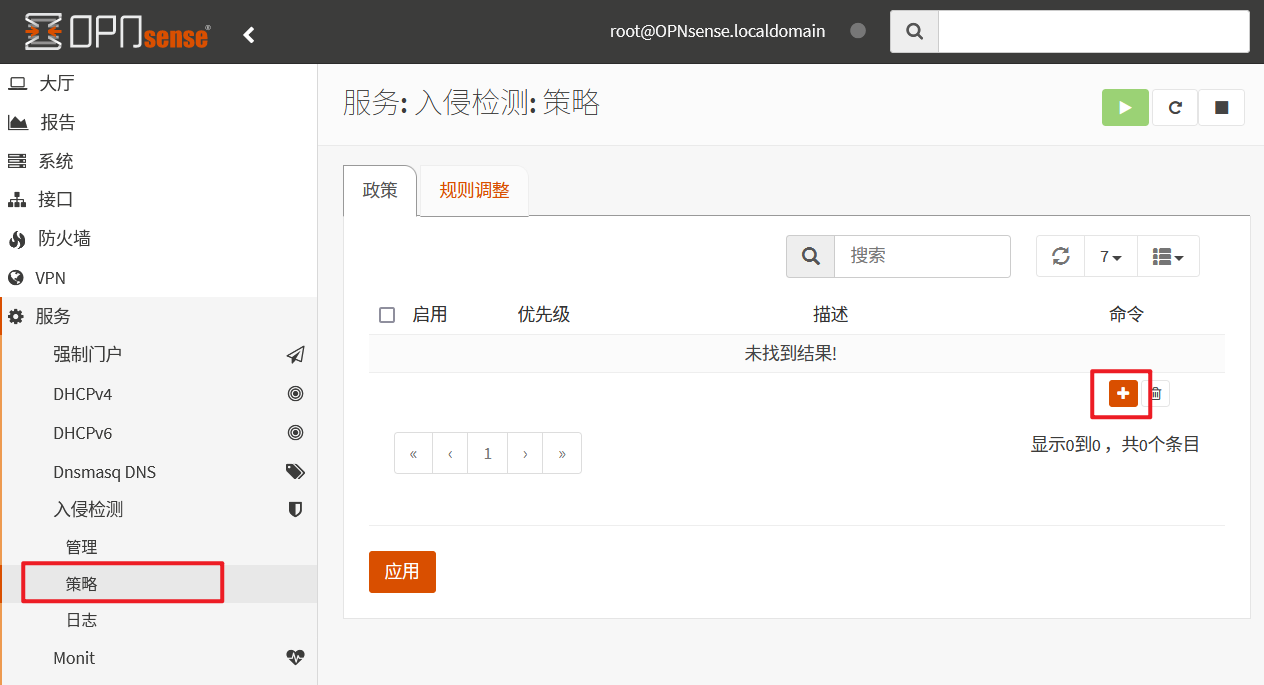 OPNsense®
root@OPNsense.localdomain
大厅
报告
系统
接口
防火墙
VPN
服务
强制门户
DHCPv4
DHCPv6
Dnsmasq DNS
入侵检测
管理
策略
日志
Monit
服务: 入侵检测: 策略
政策 规则调整
搜索 7
启用 优先级 描述 命令
未找到结果!
« ‹ 1 › »
显示0到0 ，共0个条目
应用